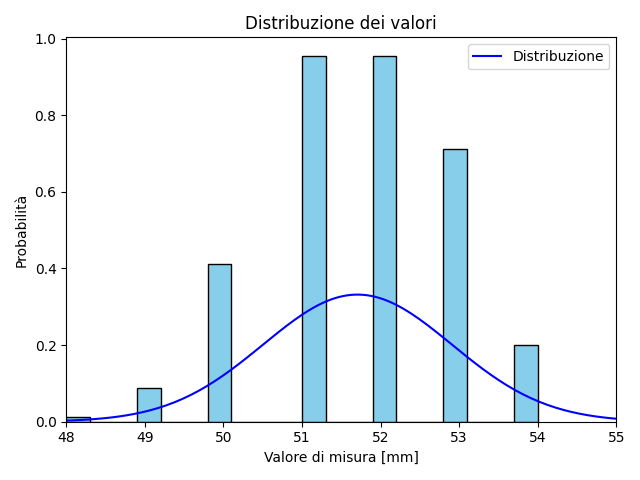 Distribuzione dei valori
Distribuzione
Probabilità
1.0
0.8
0.6
0.4
0.2
0.0
48 49 50 51 52 53 54 55
Valore di misura [mm]